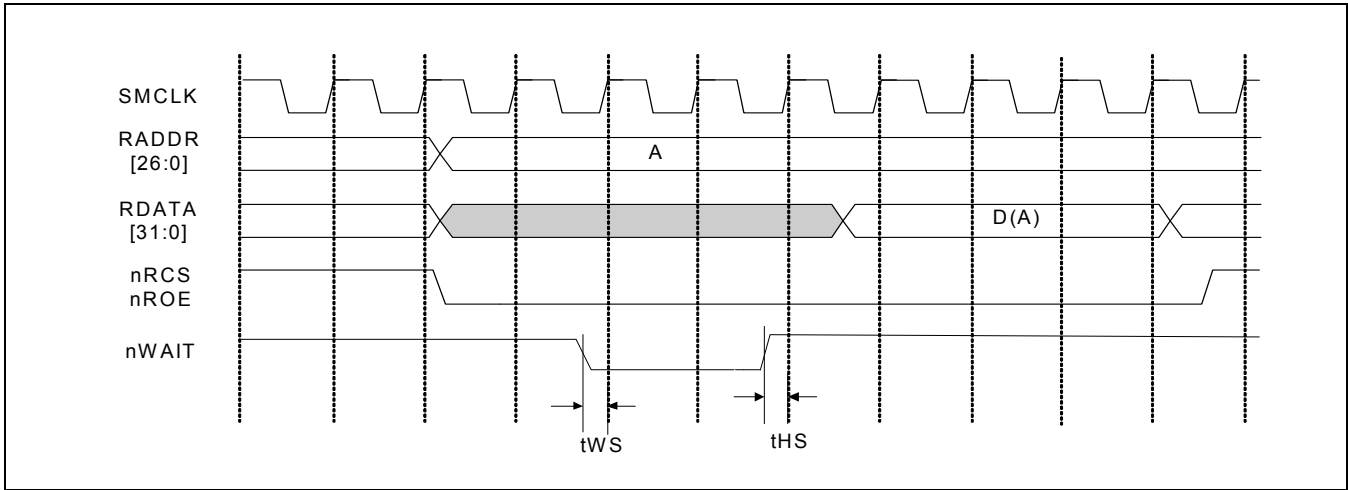 SMCLK
RADDR
[26:0]
A
RDATA
[31:0]
D(A)
nRCS
nROE
nWAIT
tWS
tHS